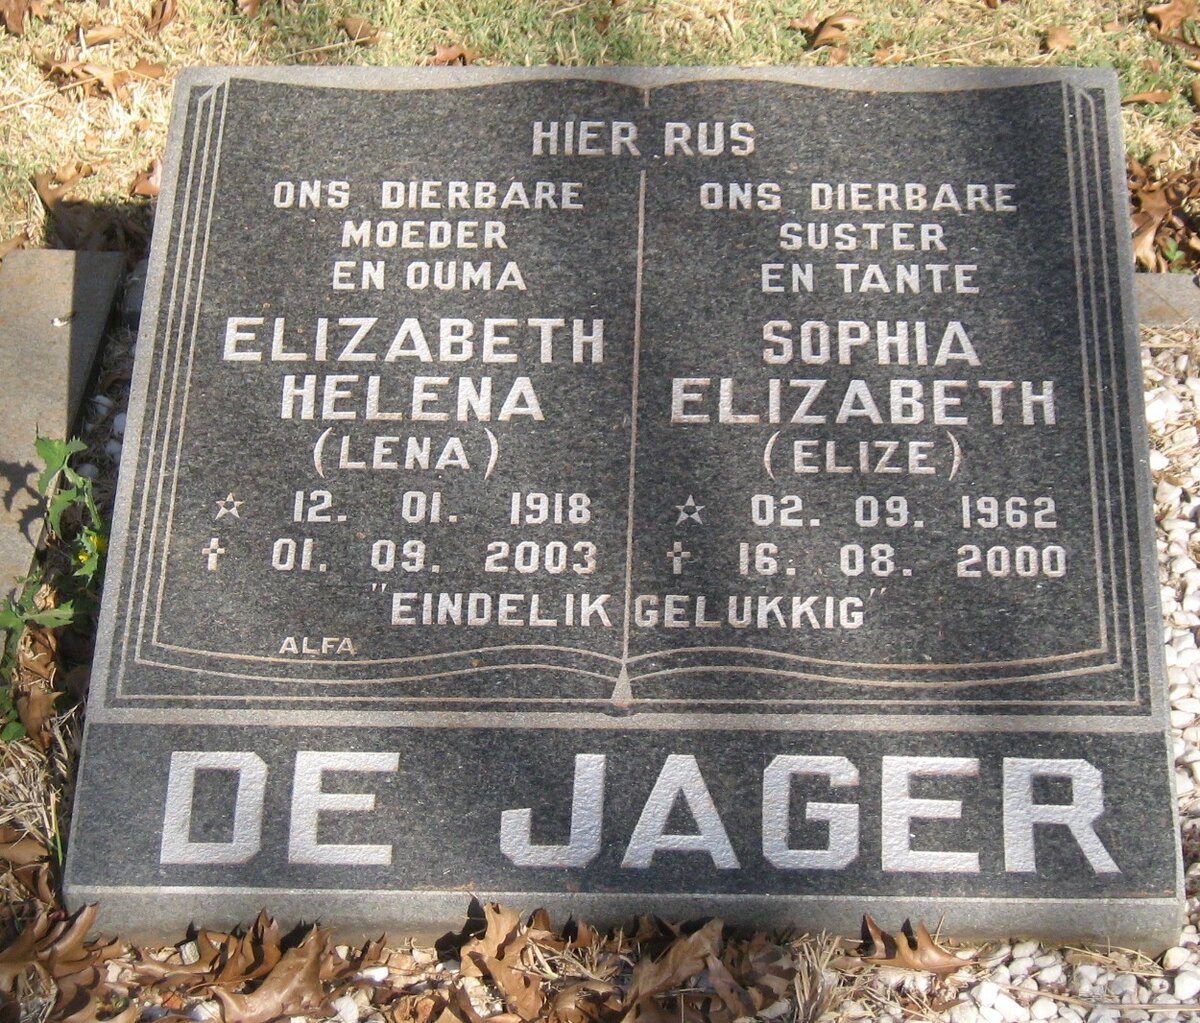 HIER RUS
ONS DIERBARE
MOEDER
EN OUMA
ELIZABETH
HELENA
(LENA)
☆ 12. 01. 1918
✝ 01. 09. 2003
ONS DIERBARE
SUSTER
EN TANTE
SOPHIA
ELIZABETH
(ELIZE)
☆ 02. 09. 1962
✝ 16. 08. 2000
"EINDELIK GELUKKIG"
ALFA
DE JAGER